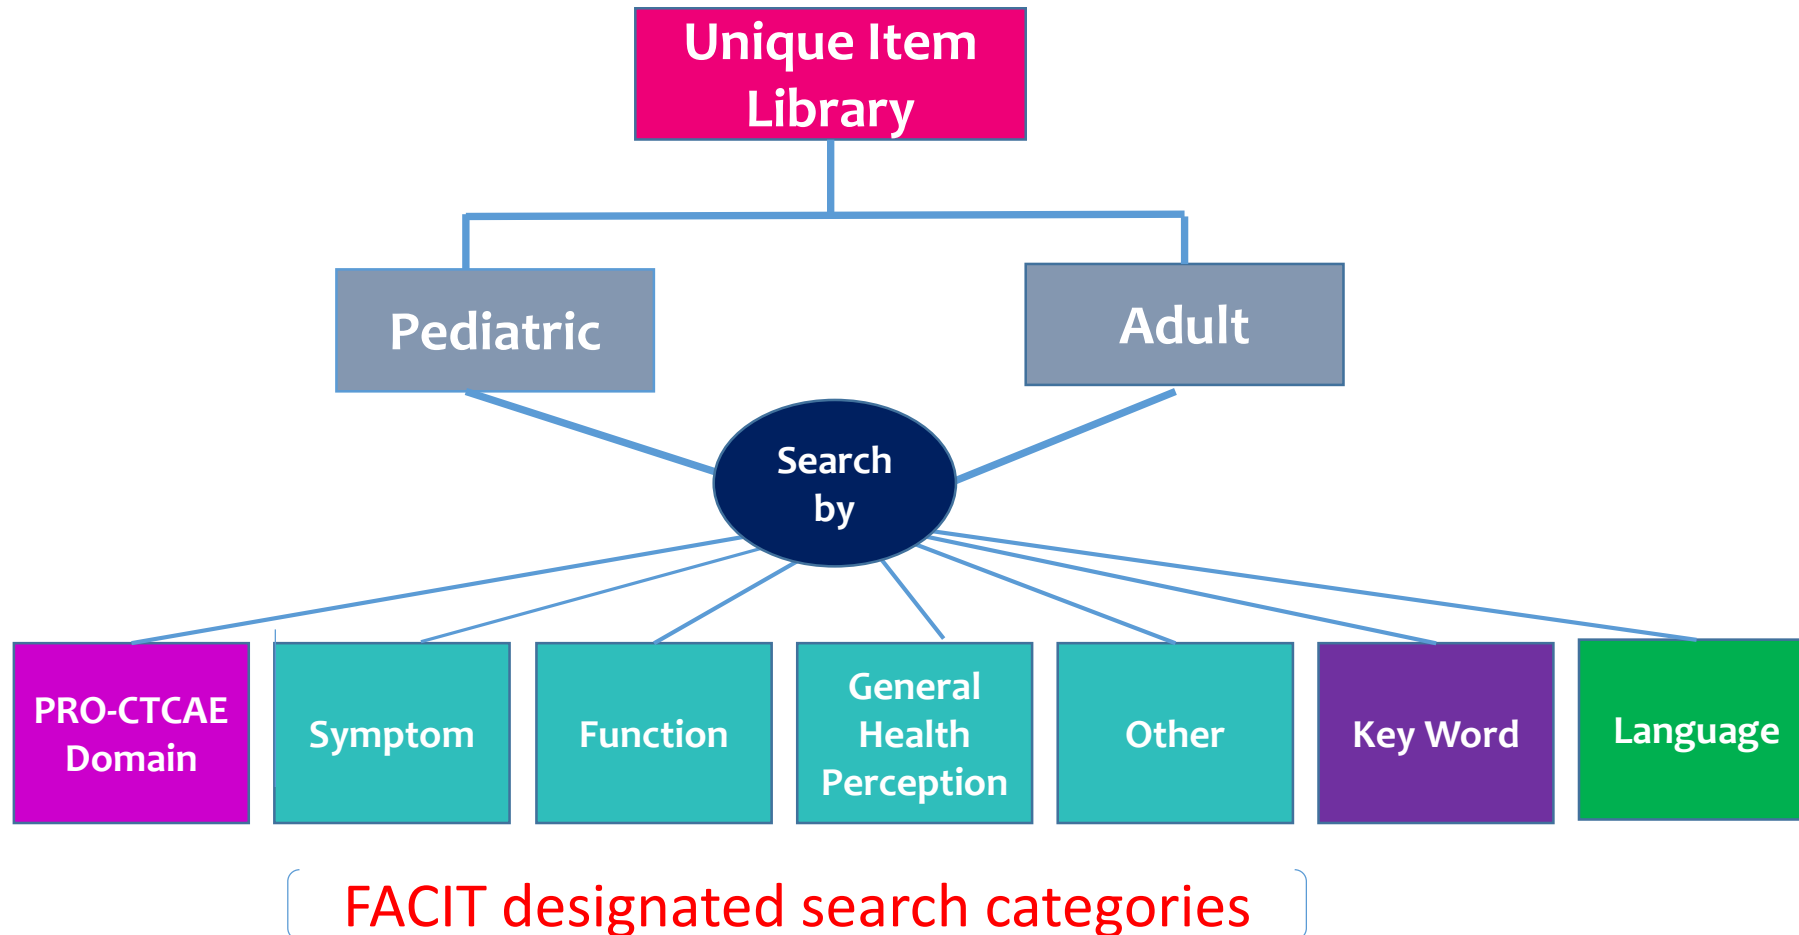 Unique Item
Library
Pediatric
Adult
Search
by
PRO-CTCAE
Domain
Symptom
Function
General
Health
Perception
Other
Key Word
Language
FACIT designated search categories